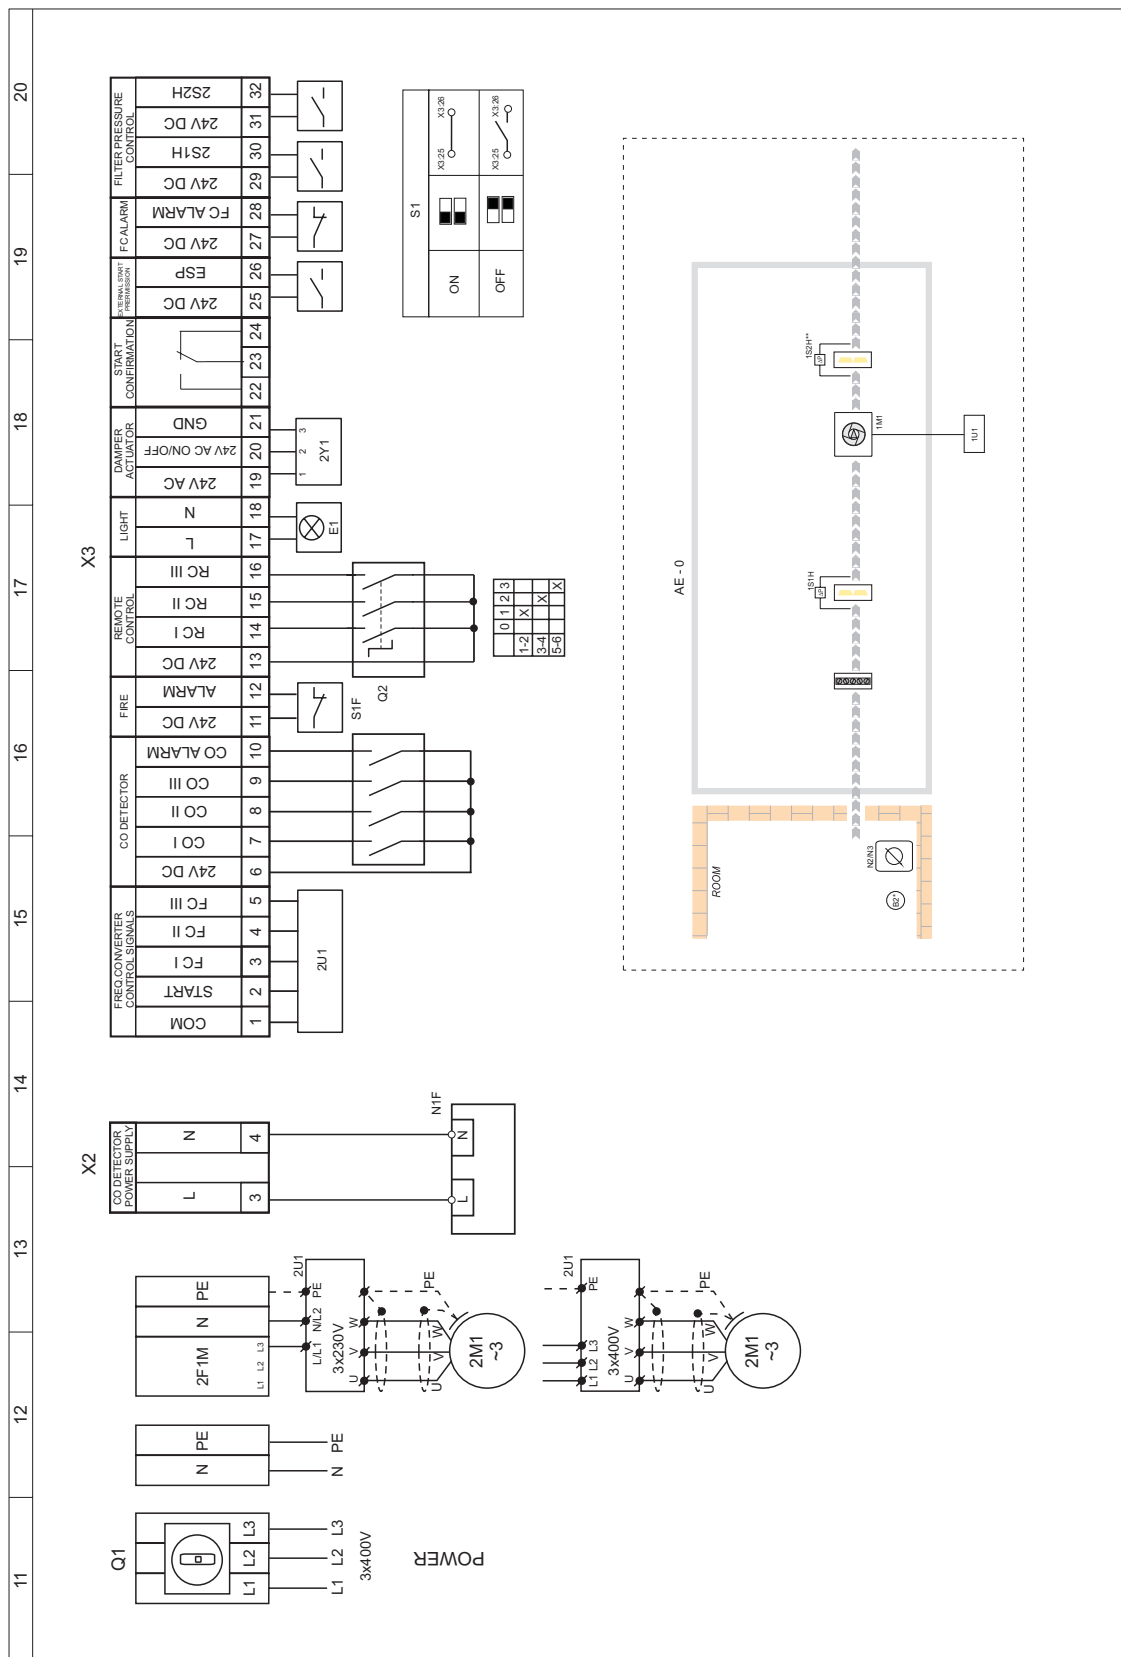 11 12 13 14 15 16 17 18 19 20
Q1
L1 L2 L3
L1 L2 L3
3x400V
POWER
N PE
N PE
2F1M N PE
L1 L2 L3
L/L1 N/L2 PE
2U1
3x230V
U V W
U V W PE
2M1
~3
L1 L2 L3 PE
2U1
3x400V
U V W
U V W PE
2M1
~3
X2
CO DETECTOR
POWER SUPPLY
L N
3 4
N1F
L N
X3
FREQ.CONVERTER
CONTROL SIGNALS
COM START FC I FC II FC III
1 2 3 4 5
2U1
CO DETECTOR
24V DC CO I CO II CO III CO ALARM
6 7 8 9 10
FIRE
24V DC ALARM
11 12
S1F
REMOTE
CONTROL
24V DC RC I RC II RC III
13 14 15 16
Q2
0 1 2 3
1-2 X
3-4 X
5-6 X
LIGHT
L N
17 18
E1
DAMPER
ACTUATOR
24V AC 24V AC ON/OFF GND
19 20 21
1 2 3
2Y1
START
CONFIRMATION
22 23 24
EXTERNAL START
PRERMISSION
24V DC ESP
25 26
FC ALARM
24V DC FC ALARM
27 28
FILTER PRESSURE
CONTROL
24V DC 2S1H 24V DC 2S2H
29 30 31 32
S1
ON X3:25 X3:26
OFF X3:25 X3:26
AE - 0
ROOM
B2*
N2/N3
1S1H
ΔP
1M1
1U1
1S2H**
ΔP